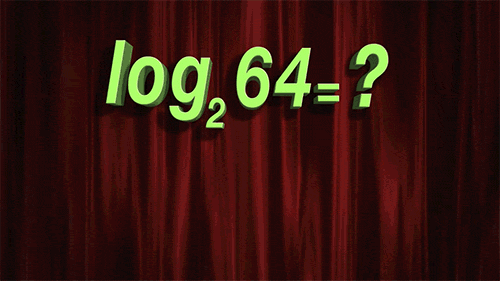 log₂ 64 = ?